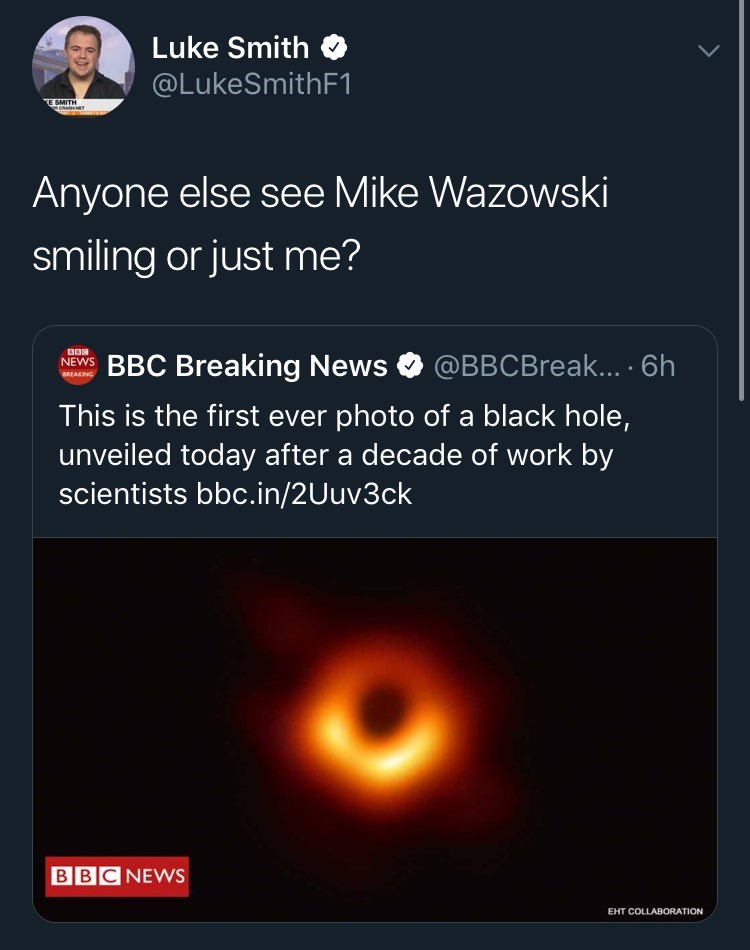 Luke Smith
@LukeSmithF1
KE SMITH
Anyone else see Mike Wazowski
smiling or just me?
BBC
NEWS
BREAKING
BBC Breaking News @BBCBreak... · 6h
This is the first ever photo of a black hole,
unveiled today after a decade of work by
scientists bbc.in/2Uuv3ck
BBC NEWS
EHT COLLABORATION